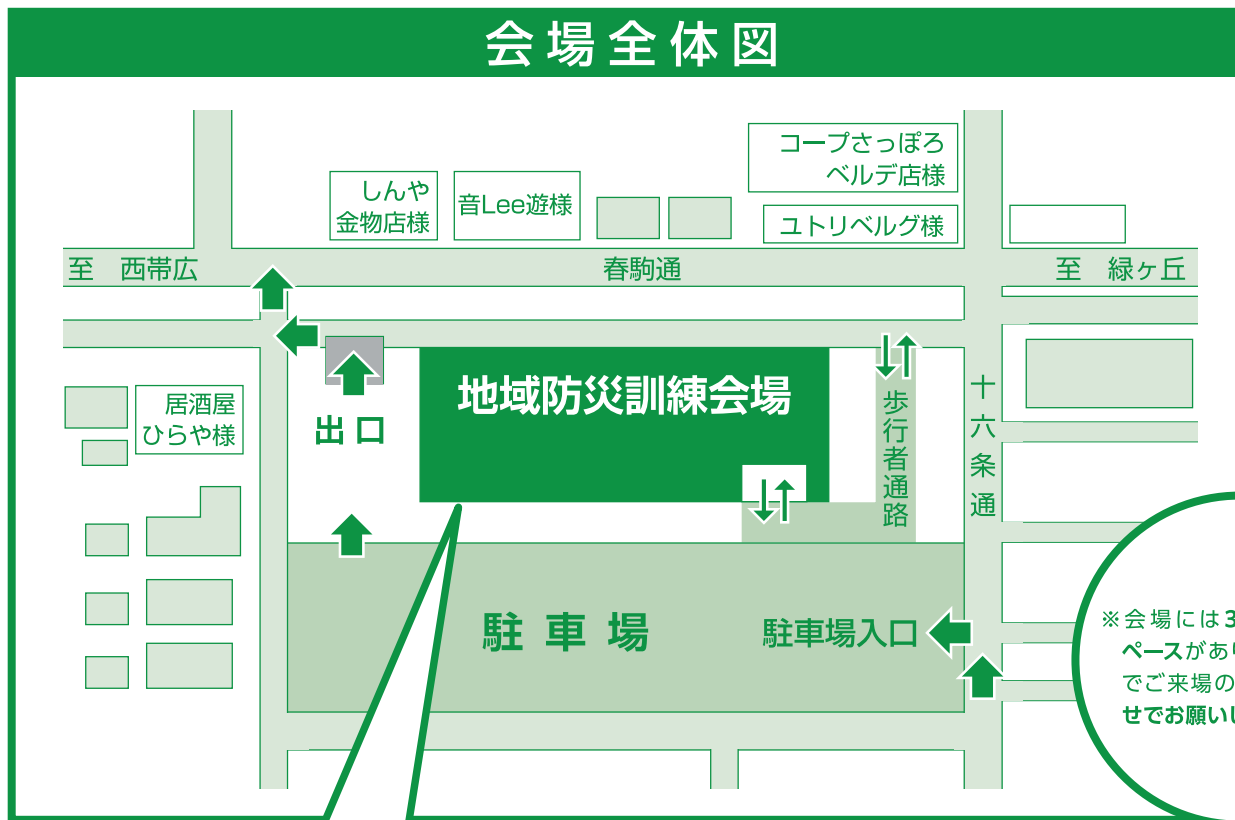 会場全体図
コープさっぽろ
ベルデ店様
しんや
金物店様
音Lee遊様
ユトリベルグ様
至 西帯広
春駒通
至 緑ヶ丘
地域防災訓練会場
居酒屋
ひらや様
出口
歩行者通路
十六条通
駐車場
駐車場入口
※会場には3
ペースがあり
でご来場の
せでお願いし